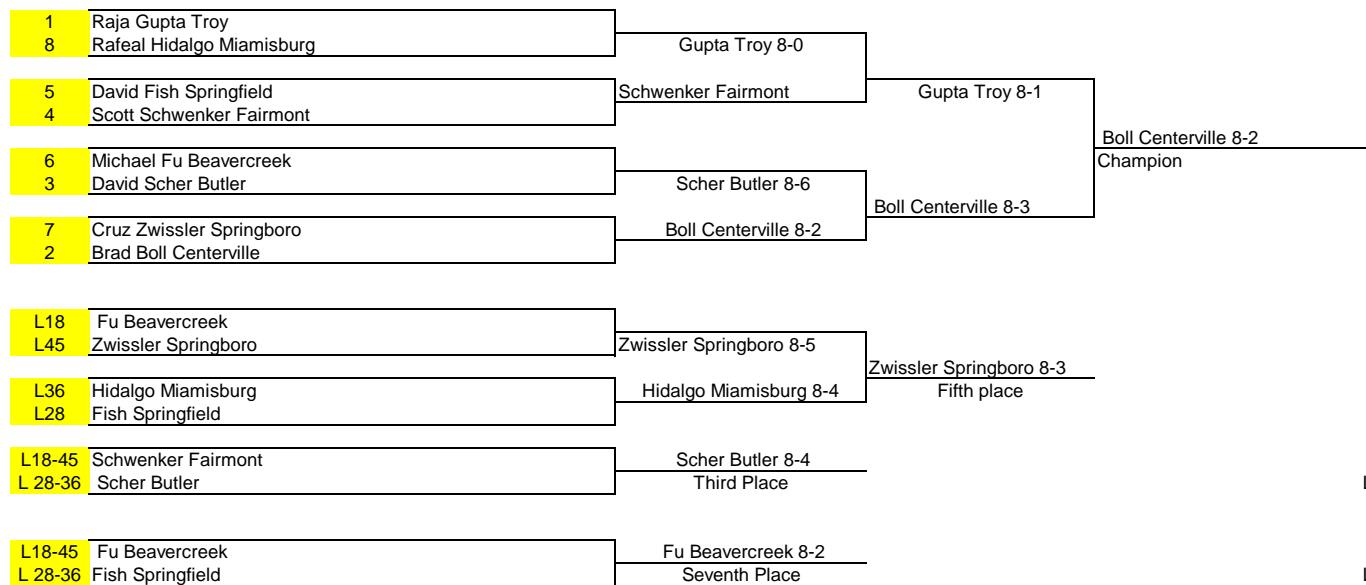 1 Raja Gupta Troy
8 Rafeal Hidalgo Miamisburg
Gupta Troy 8-0
5 David Fish Springfield
Schwenker Fairmont
Gupta Troy 8-1
4 Scott Schwenker Fairmont
Boll Centerville 8-2
6 Michael Fu Beavercreek
Champion
3 David Scher Butler
Scher Butler 8-6
Boll Centerville 8-3
7 Cruz Zwissler Springboro
Boll Centerville 8-2
2 Brad Boll Centerville
L18 Fu Beavercreek
L45 Zwissler Springboro
Zwissler Springboro 8-5
Zwissler Springboro 8-3
L36 Hidalgo Miamisburg
Hidalgo Miamisburg 8-4
Fifth place
L28 Fish Springfield
L18-45 Schwenker Fairmont
Scher Butler 8-4
L 28-36 Scher Butler
Third Place
L18-45 Fu Beavercreek
Fu Beavercreek 8-2
L 28-36 Fish Springfield
Seventh Place